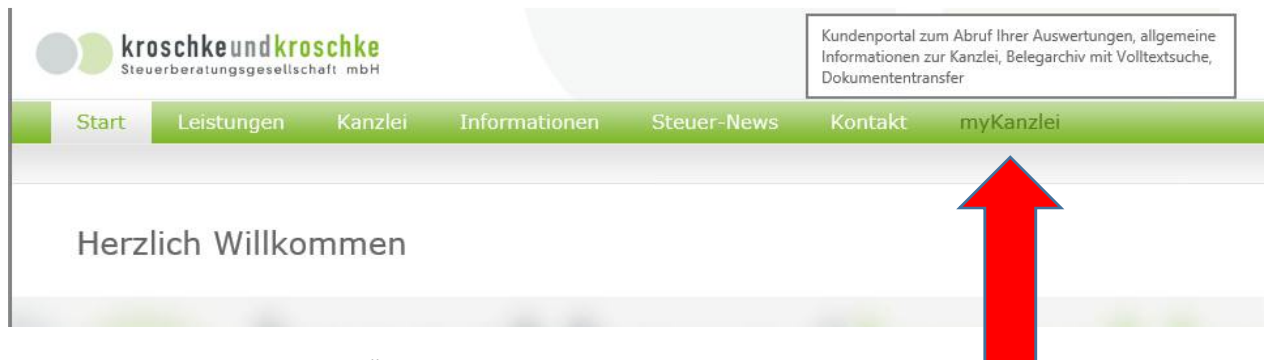 kroschkeundkroschke
Steuerberatungsgesellschaft mbH
Kundenportal zum Abruf Ihrer Auswertungen, allgemeine
Informationen zur Kanzlei, Belegarchiv mit Volltextsuche,
Dokumententransfer
Start Leistungen Kanzlei Informationen Steuer-News Kontakt myKanzlei
Herzlich Willkommen